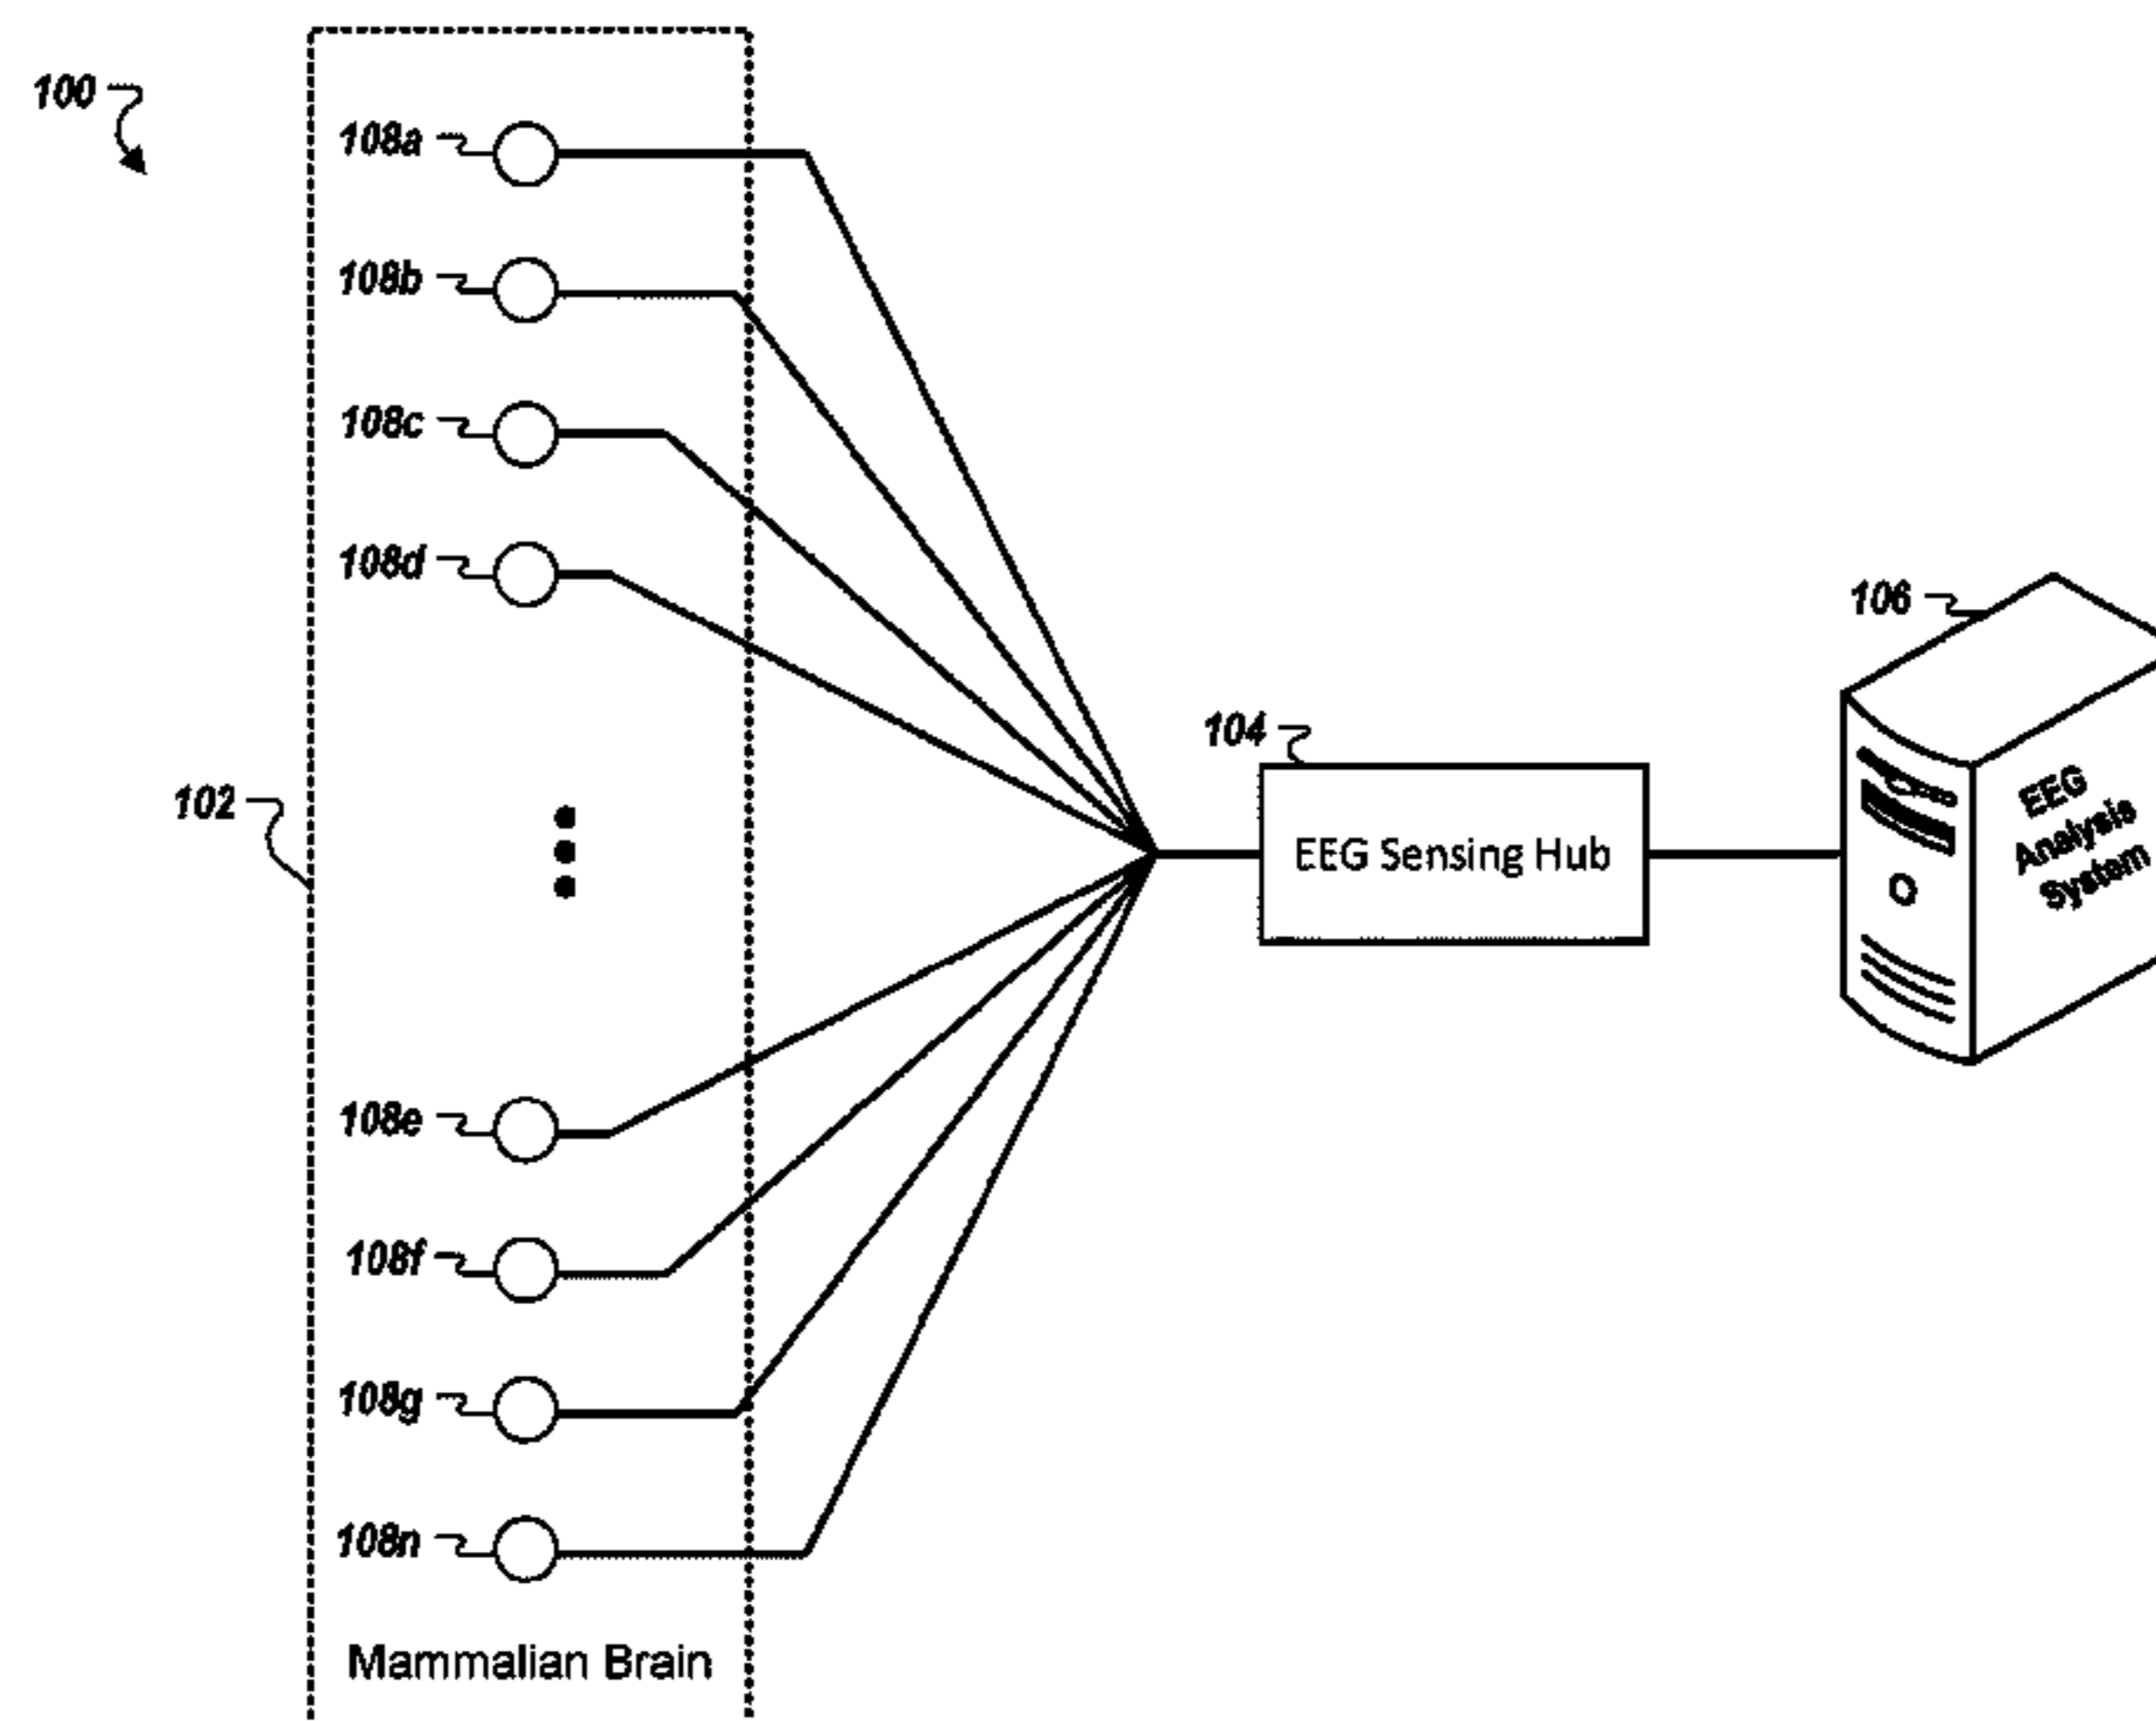 100
108a
108b
108c
108d
106
104
102
EEG Sensing Hub
EEG
Analysis
System
108e
108f
108g
108n
Mammalian Brain